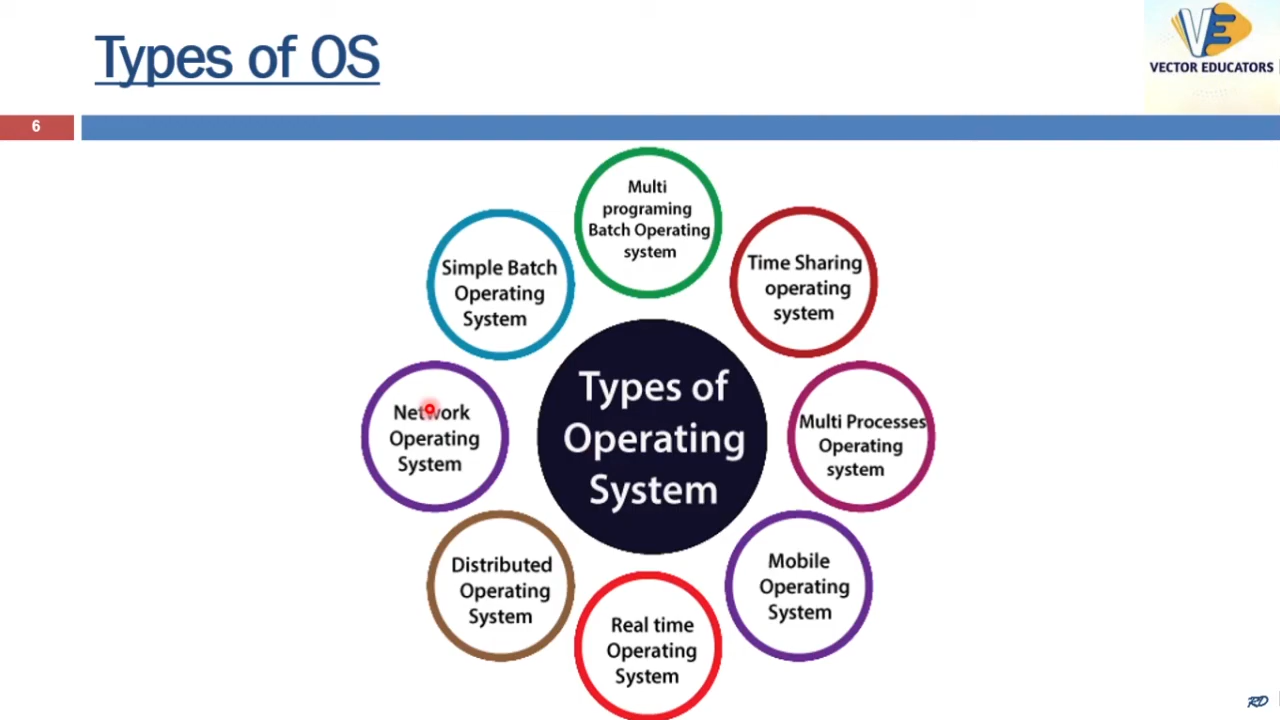 Types of OS
VECTOR EDUCATORS
6
Multi
programing
Batch Operating
system
Time Sharing
operating
system
Simple Batch
Operating
System
Types of
Operating
System
Network
Operating
System
Multi Processes
Operating
system
Distributed
Operating
System
Mobile
Operating
System
Real time
Operating
System
RD